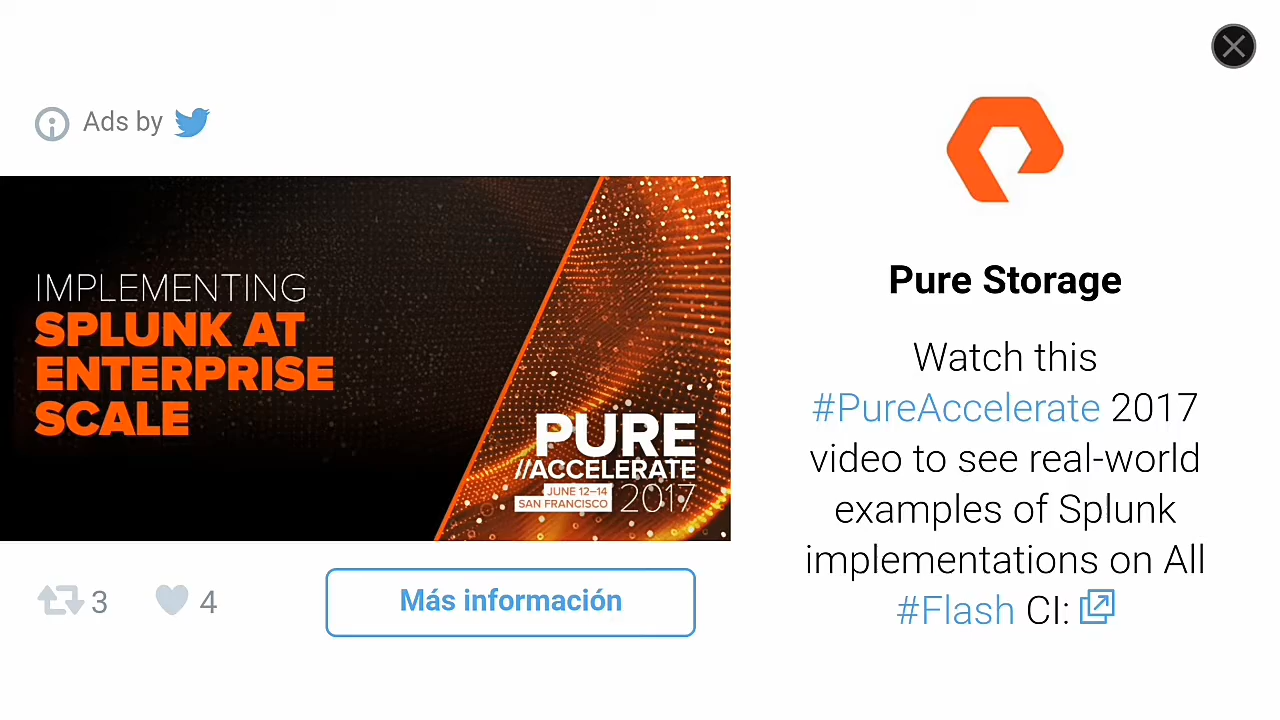 Ads by
IMPLEMENTING
SPLUNK AT
ENTERPRISE
SCALE
PURE
//ACCELERATE
JUNE 12–14
SAN FRANCISCO
2017
3
4
Más información
Pure Storage
Watch this
#PureAccelerate 2017
video to see real-world
examples of Splunk
implementations on All
#Flash CI: